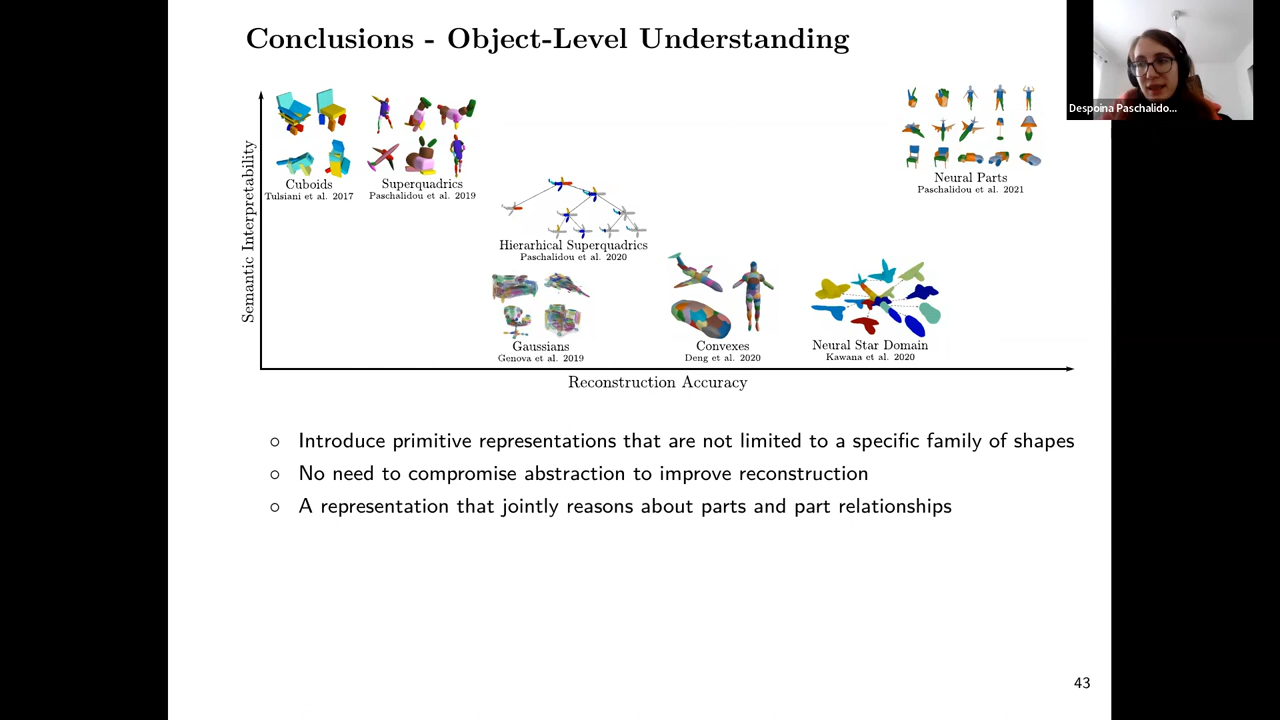 Conclusions - Object-Level Understanding
Despoina Paschalido...
Semantic Interpretability
Cuboids
Tulsiani et al. 2017
Superquadrics
Paschalidou et al. 2019
Neural Parts
Paschalidou et al. 2021
Hierarhical Superquadrics
Paschalidou et al. 2020
Gaussians
Genova et al. 2019
Convexes
Deng et al. 2020
Neural Star Domain
Kawana et al. 2020
Reconstruction Accuracy
○ Introduce primitive representations that are not limited to a specific family of shapes
○ No need to compromise abstraction to improve reconstruction
○ A representation that jointly reasons about parts and part relationships
43